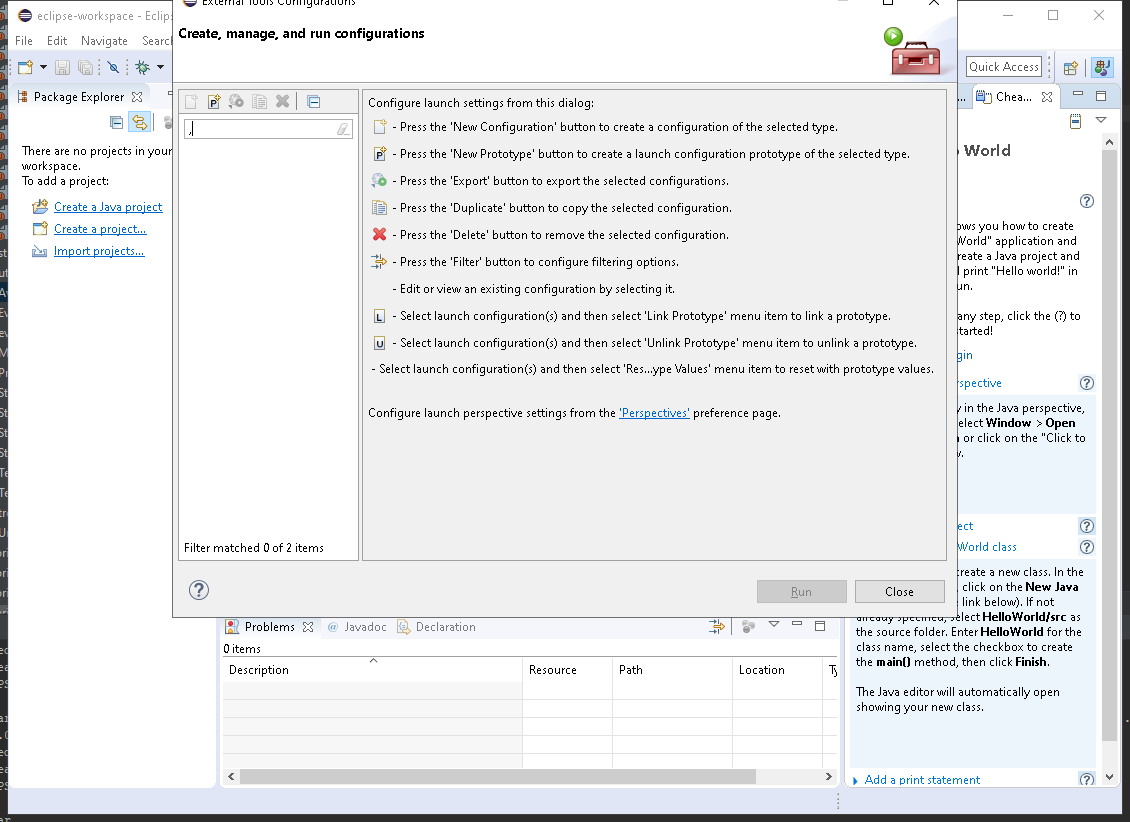 eclipse-workspace - Eclip
External Tools Configurations
File Edit Navigate Search
Create, manage, and run configurations
Quick Access
Package Explorer
There are no projects in your
workspace.
To add a project:
Create a Java project
Create a project...
Import projects...
,
Filter matched 0 of 2 items
Configure launch settings from this dialog:
- Press the 'New Configuration' button to create a configuration of the selected type.
- Press the 'New Prototype' button to create a launch configuration prototype of the selected type.
- Press the 'Export' button to export the selected configurations.
- Press the 'Duplicate' button to copy the selected configuration.
- Press the 'Delete' button to remove the selected configuration.
- Press the 'Filter' button to configure filtering options.
- Edit or view an existing configuration by selecting it.
L - Select launch configuration(s) and then select 'Link Prototype' menu item to link a prototype.
U - Select launch configuration(s) and then select 'Unlink Prototype' menu item to unlink a prototype.
- Select launch configuration(s) and then select 'Res...ype Values' menu item to reset with prototype values.
Configure launch perspective settings from the 'Perspectives' preference page.
Run Close
... Chea...
World
ows you how to create
World" application and
reate a Java project and
print "Hello world!" in
un.
any step, click the (?) to
started!
gin
rspective
y in the Java perspective,
elect Window > Open
or click on the "Click to
w.
ect
World class
create a new class. In the
, click on the New Java
link below). If not
already specified, select HelloWorld/src as
the source folder. Enter HelloWorld for the
class name, select the checkbox to create
the main() method, then click Finish.
The Java editor will automatically open
showing your new class.
Add a print statement
Problems Javadoc Declaration
0 items
Description Resource Path Location Ty